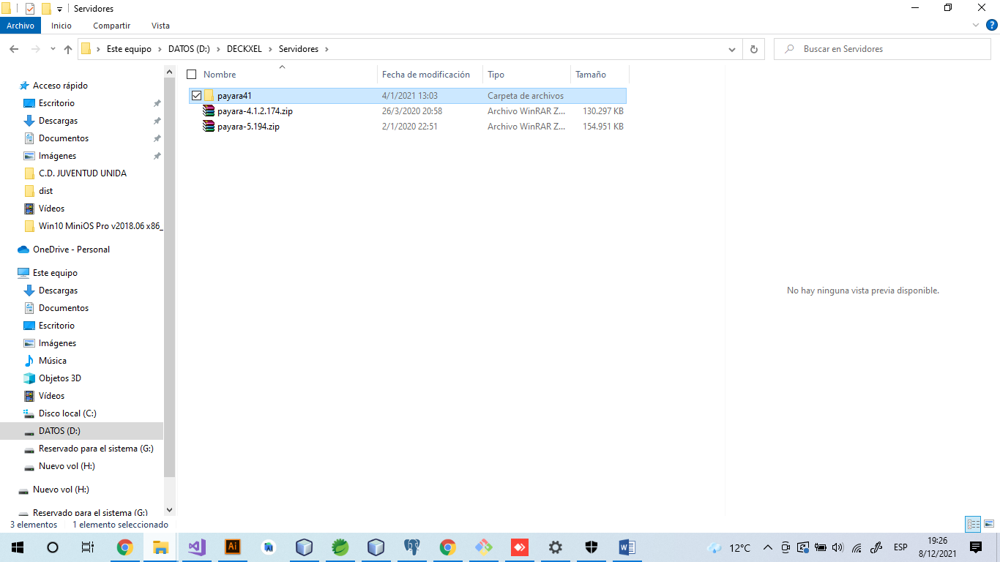 Servidores
Archivo Inicio Compartir Vista
Este equipo DATOS (D:) DECKXEL Servidores
Buscar en Servidores
Nombre Fecha de modificación Tipo Tamaño
payara41 4/1/2021 13:03 Carpeta de archivos
payara-4.1.2.174.zip 26/3/2020 20:58 Archivo WinRAR Z... 130.297 KB
payara-5.194.zip 2/1/2020 22:51 Archivo WinRAR Z... 154.951 KB
Acceso rápido
Escritorio
Descargas
Documentos
Imágenes
C.D. JUVENTUD UNIDA
dist
Vídeos
Win10 MiniOS Pro v2018.06 x86_
OneDrive - Personal
Este equipo
Descargas
Documentos
Escritorio
Imágenes
Música
Objetos 3D
Vídeos
Disco local (C:)
DATOS (D:)
Reservado para el sistema (G:)
Nuevo vol (H:)
Nuevo vol (H:)
Reservado para el sistema (G:)
No hay ninguna vista previa disponible.
3 elementos 1 elemento seleccionado
Ai
12°C
ESP
19:26
8/12/2021